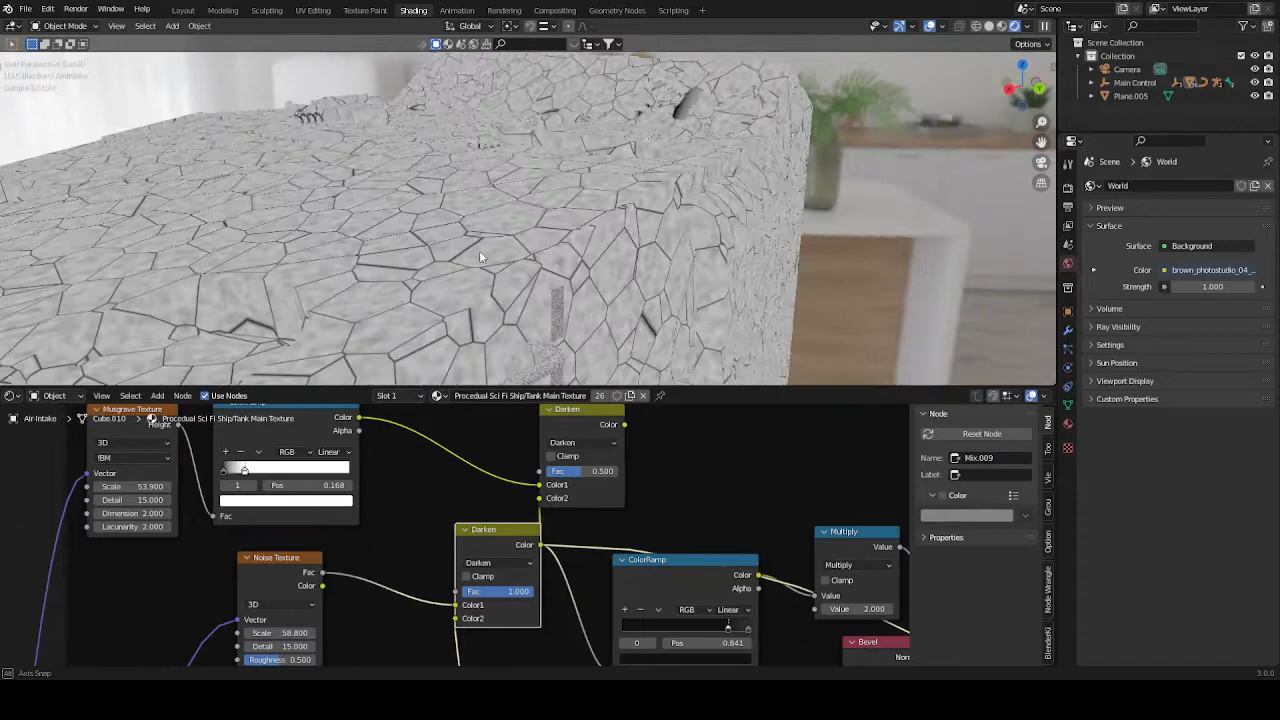 File Edit Render Window Help Layout Modeling Sculpting UV Editing Texture Paint Shading Animation Rendering Compositing Geometry Nodes Scripting Scene ViewLayer
Object Mode View Select Add Object Global
Options
Scene Collection
Collection
Camera
Main Control
Plane.005
Scene World
World
Preview
Surface
Surface Background
Color brown_photostudio_04_...
Strength 1.000
Volume
Ray Visibility
Settings
Sun Position
Viewport Display
Custom Properties
Object View Select Add Node Use Nodes Slot 1 Procedual Sci Fi Ship/Tank Main Texture 26
Air-Intake Cube.010 Procedual Sci Fi Ship/Tank Main Texture
Musgrave Texture
Height
3D
fBM
Vector
Scale 53.900
Detail 15.000
Dimension 2.000
Lacunarity 2.000
Color
Alpha
RGB Linear
1 Pos 0.168
Fac
Darken
Color
Darken
Clamp
Fac 0.500
Color1
Color2
Noise Texture
Fac
Color
3D
Vector
Scale 58.800
Detail 15.000
Roughness 0.500
Darken
Color
Darken
Clamp
Fac 1.000
Color1
Color2
ColorRamp
Color
Alpha
RGB Linear
0 Pos 0.841
Multiply
Value
Multiply
Clamp
Value
Value 2.000
Bevel
Node
Reset Node
Name: Mix.009
Label:
Color
Properties
Option
Node Wrangle
BlenderKi
Axis Snap
3.0.0